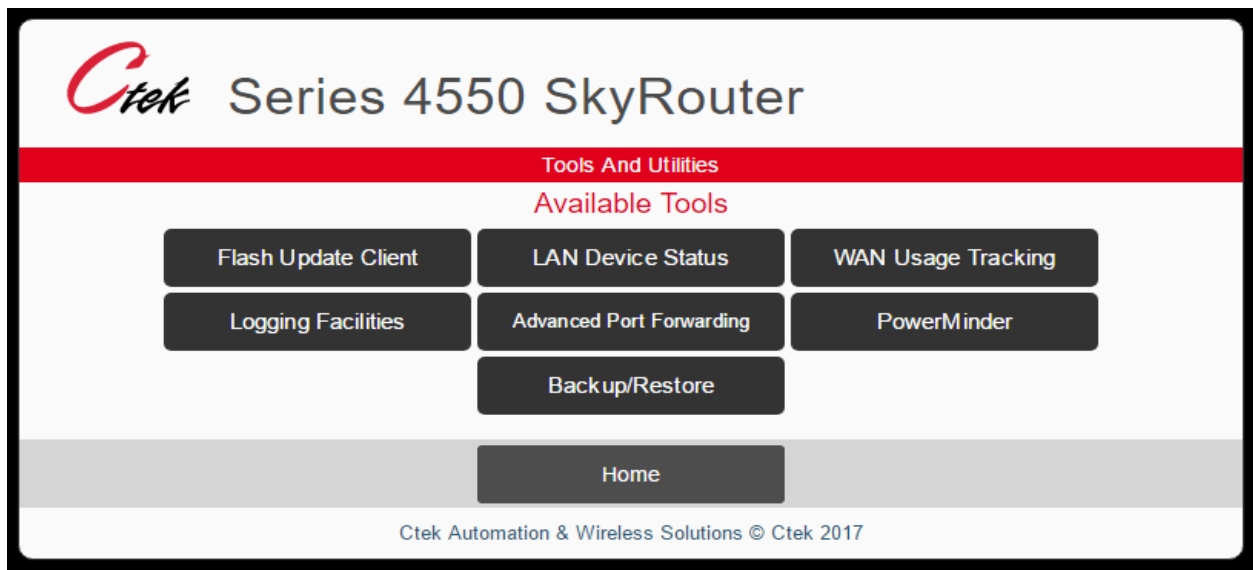 Ctek Series 4550 SkyRouter
Tools And Utilities
Available Tools
Flash Update Client LAN Device Status WAN Usage Tracking
Logging Facilities Advanced Port Forwarding PowerMinder
Backup/Restore
Home
Ctek Automation & Wireless Solutions © Ctek 2017